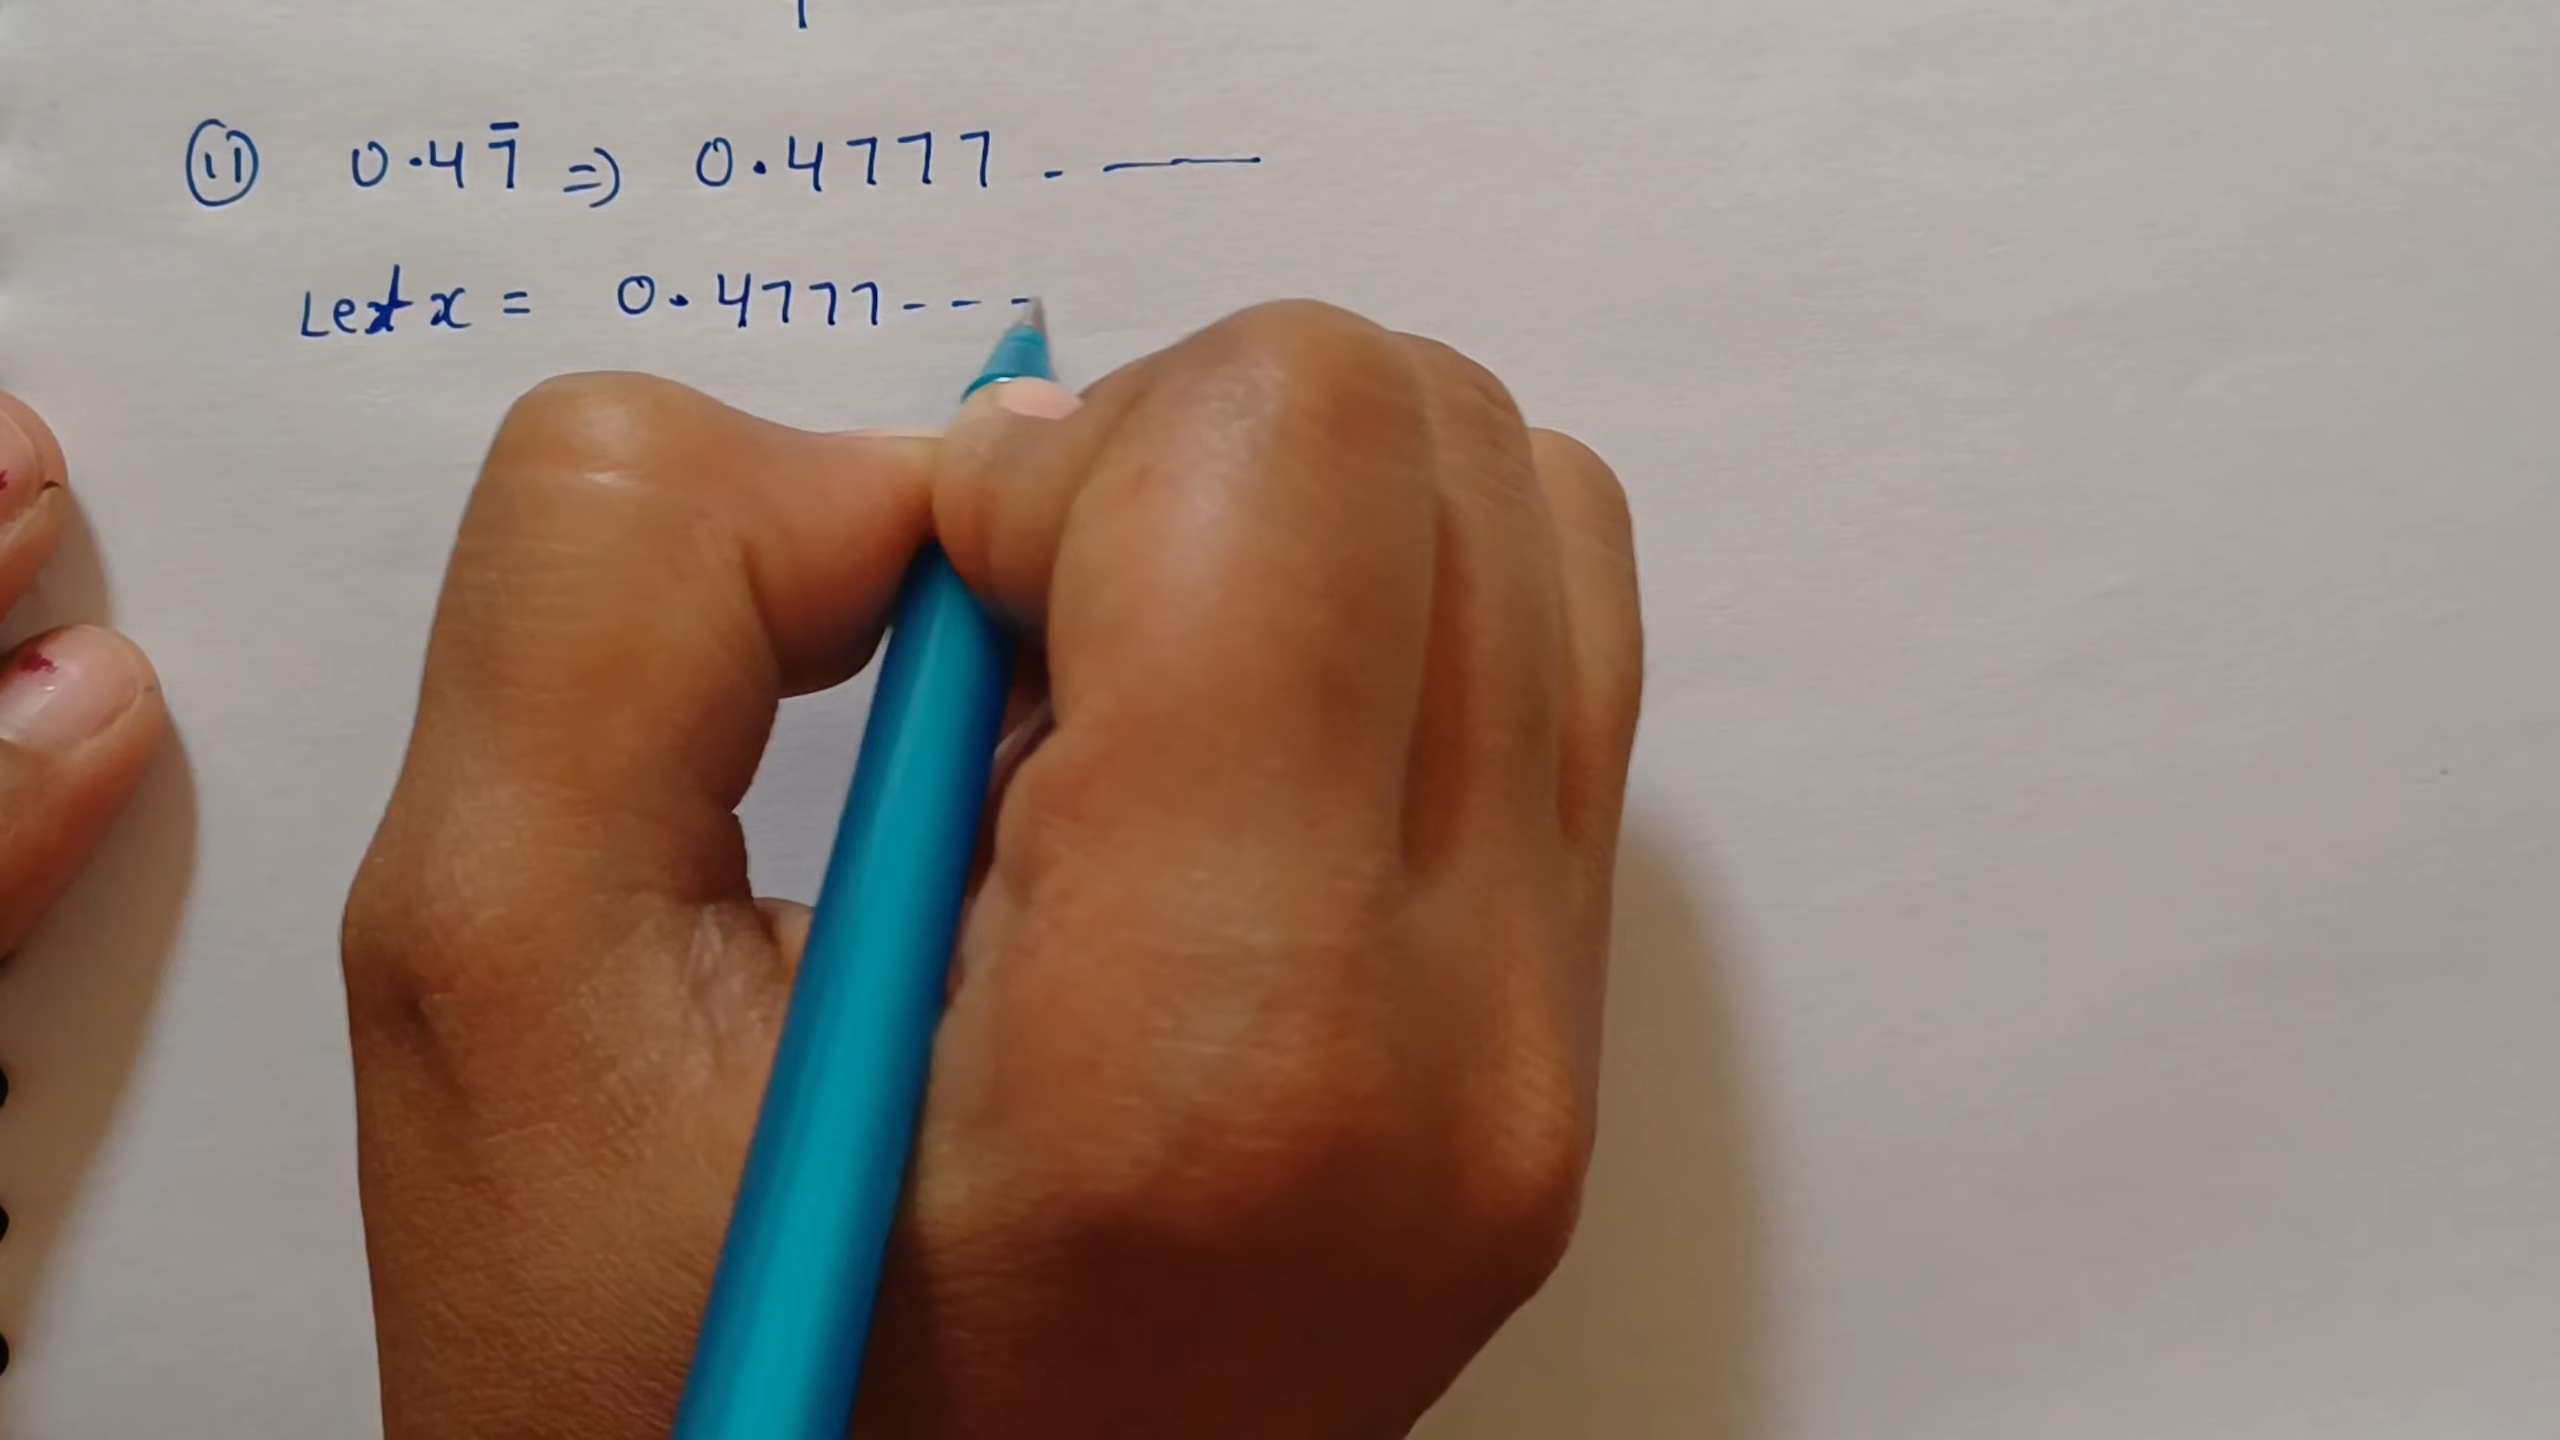 (ii) 0.47̄ ⇒ 0.4777 - ——
Let x = 0.4777 - - -